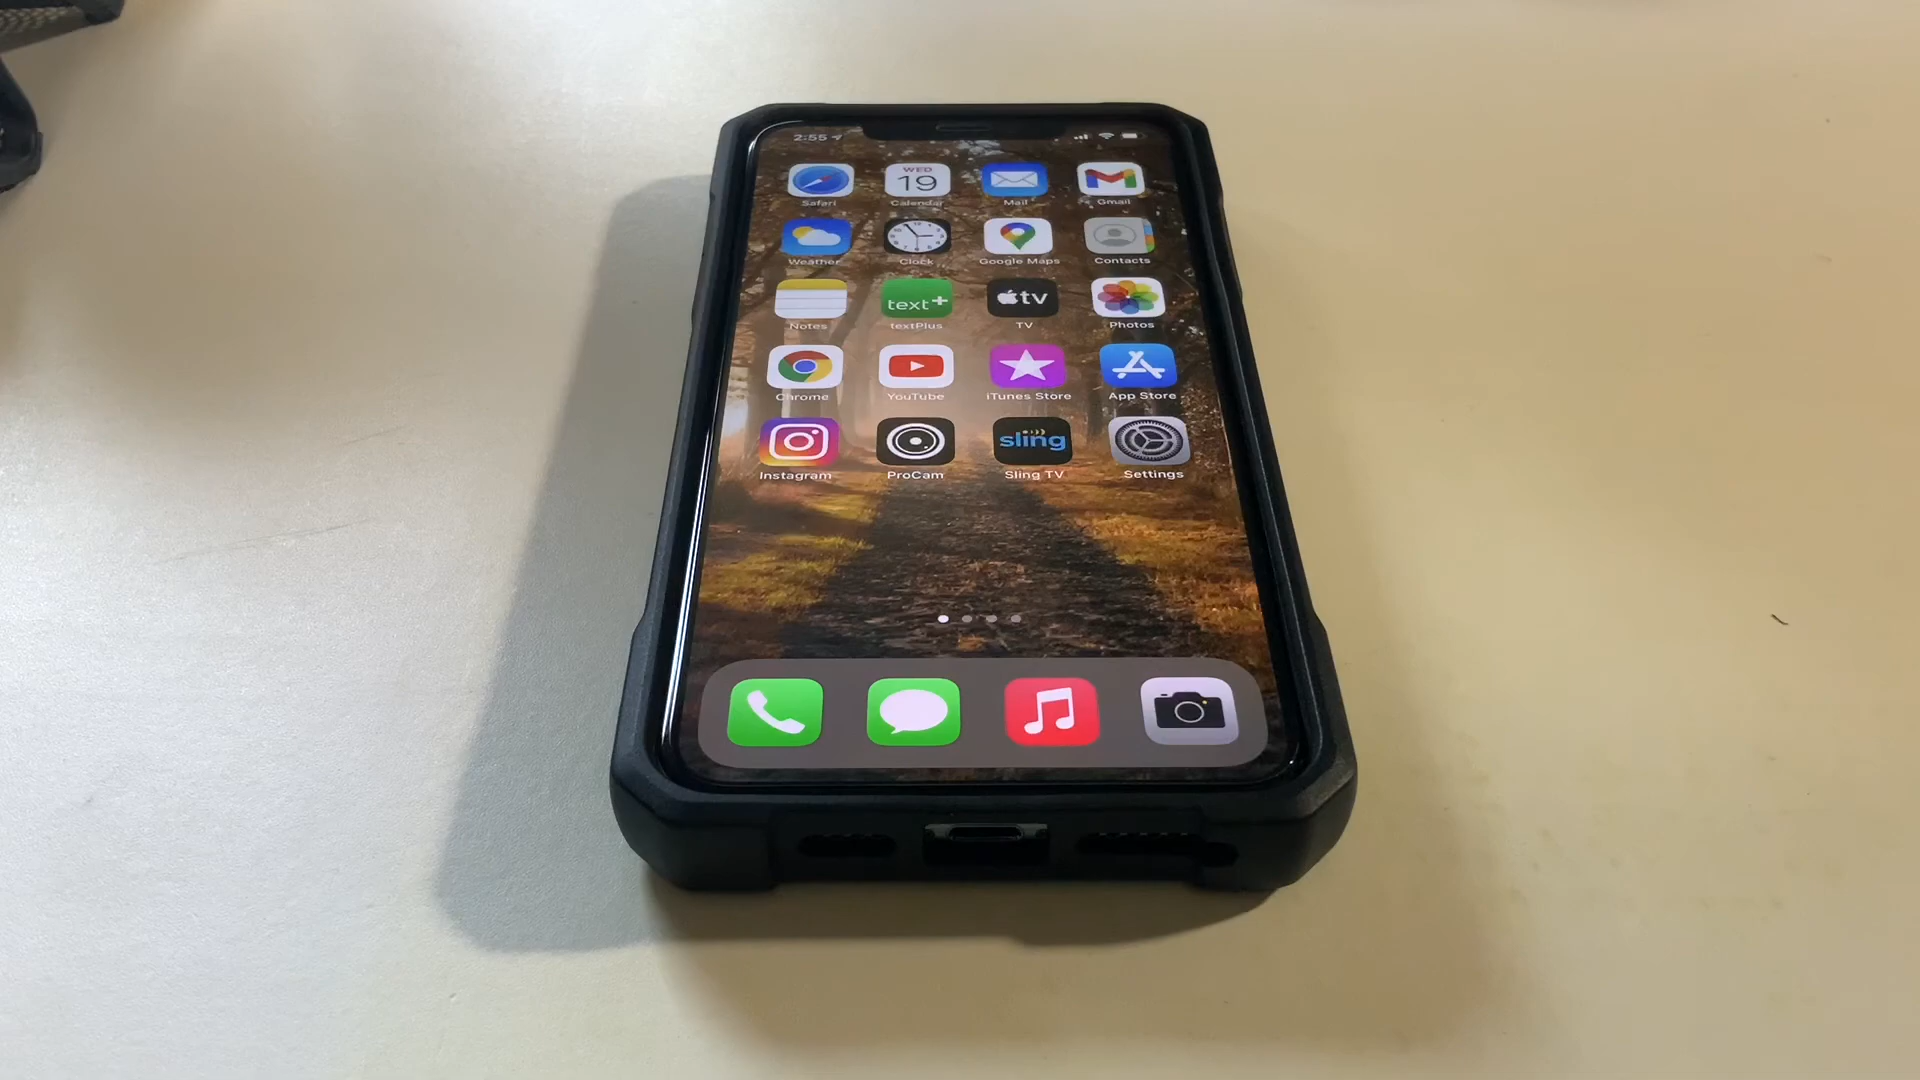 2:55
WED
19
Safari Calendar Mail Gmail
Weather Clock Google Maps Contacts
text+
tv
Notes textPlus TV Photos
Chrome YouTube iTunes Store App Store
sling
Instagram ProCam Sling TV Settings